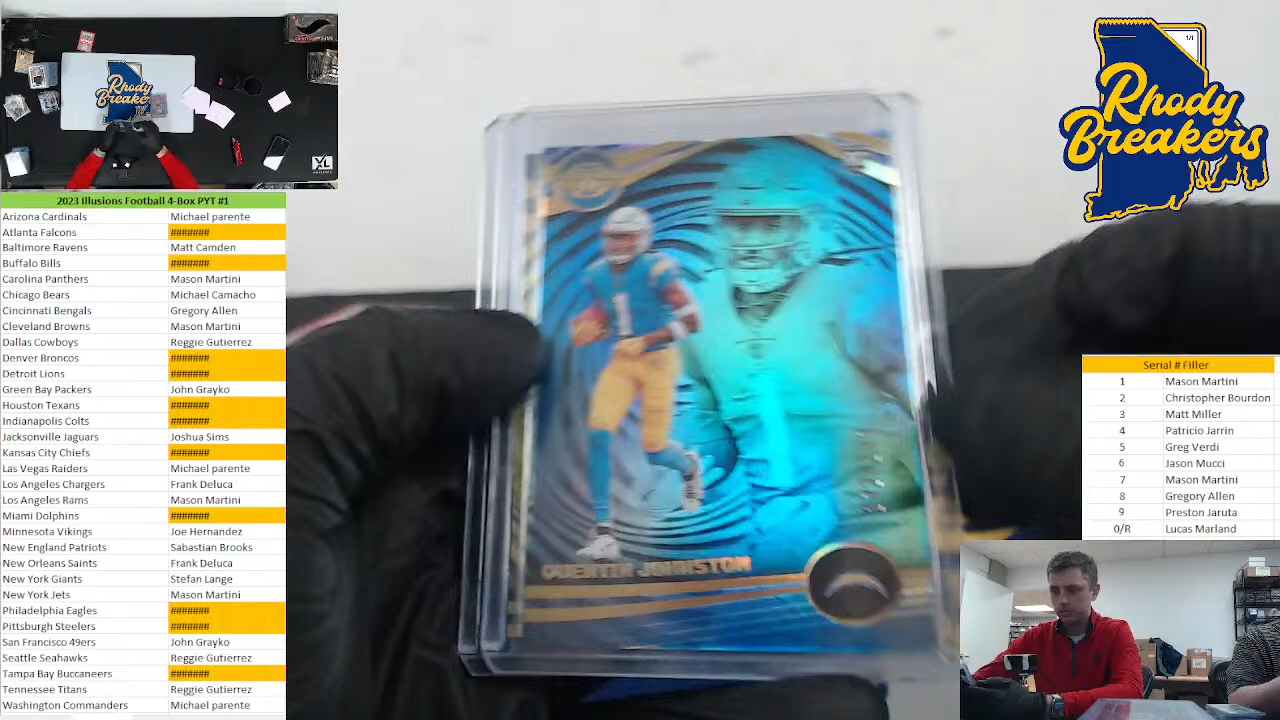 2023 Illusions Football 4-Box PYT #1
Arizona Cardinals Michael parente
Atlanta Falcons #######
Baltimore Ravens Matt Camden
Buffalo Bills #######
Carolina Panthers Mason Martini
Chicago Bears Michael Camacho
Cincinnati Bengals Gregory Allen
Cleveland Browns Mason Martini
Dallas Cowboys Reggie Gutierrez
Denver Broncos #######
Detroit Lions #######
Green Bay Packers John Grayko
Houston Texans #######
Indianapolis Colts #######
Jacksonville Jaguars Joshua Sims
Kansas City Chiefs #######
Las Vegas Raiders Michael parente
Los Angeles Chargers Frank Deluca
Los Angeles Rams Mason Martini
Miami Dolphins #######
Minnesota Vikings Joe Hernandez
New England Patriots Sabastian Brooks
New Orleans Saints Frank Deluca
New York Giants Stefan Lange
New York Jets Mason Martini
Philadelphia Eagles #######
Pittsburgh Steelers #######
San Francisco 49ers John Grayko
Seattle Seahawks Reggie Gutierrez
Tampa Bay Buccaneers #######
Tennessee Titans Reggie Gutierrez
Washington Commanders Michael parente
Rhody
Breakers
XL
1
QUENTIN JOHNSTON
1/1
Rhody
Breakers
Serial # Filler
1 Mason Martini
2 Christopher Bourdon
3 Matt Miller
4 Patricio Jarrin
5 Greg Verdi
6 Jason Mucci
7 Mason Martini
8 Gregory Allen
9 Preston Jaruta
0/R Lucas Marland